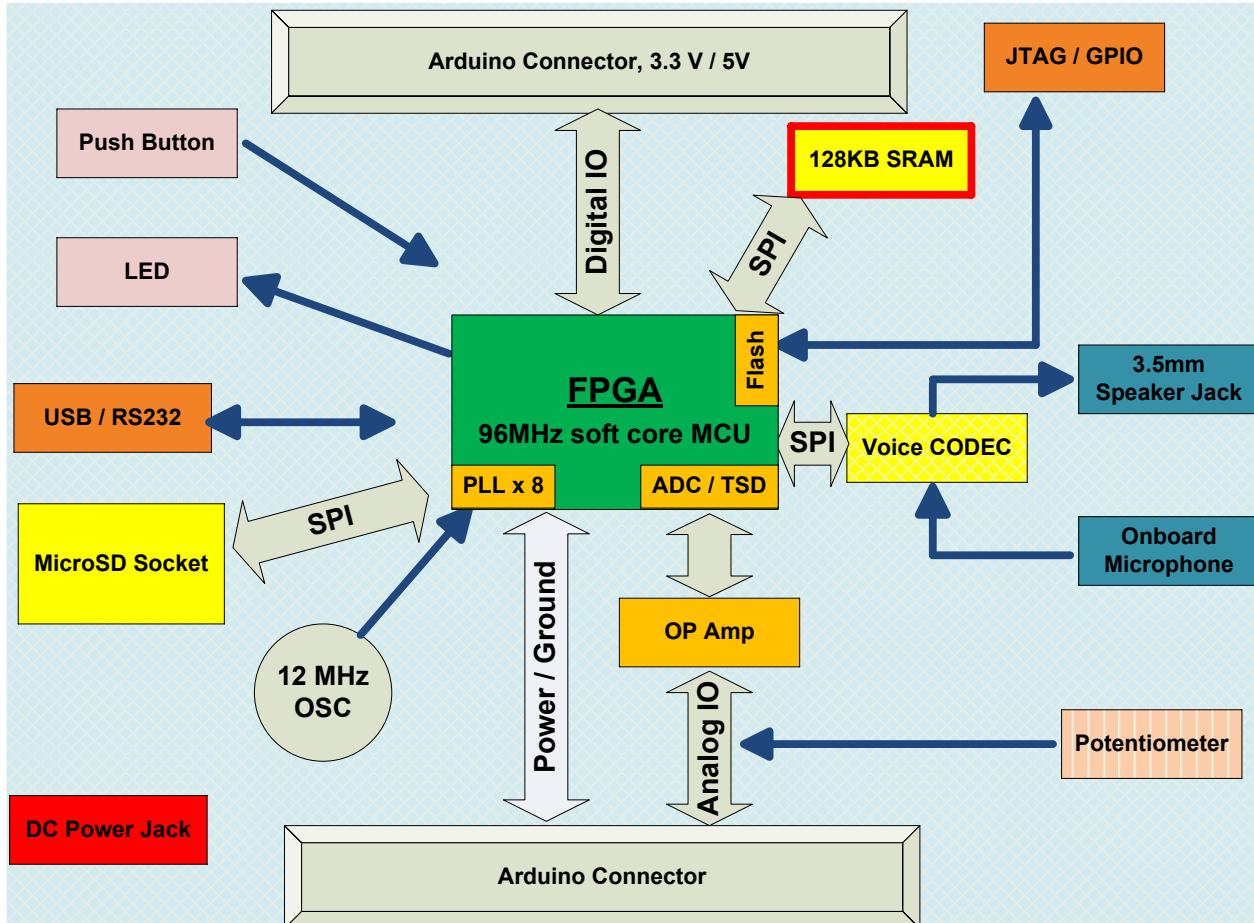 Arduino Connector, 3.3 V / 5V
JTAG / GPIO
Push Button
128KB SRAM
Digital IO
SPI
LED
Flash
FPGA
96MHz soft core MCU
3.5mm
Speaker Jack
USB / RS232
SPI
Voice CODEC
PLL x 8
ADC / TSD
SPI
MicroSD Socket
Onboard
Microphone
OP Amp
12 MHz
OSC
Power / Ground
Analog IO
Potentiometer
DC Power Jack
Arduino Connector